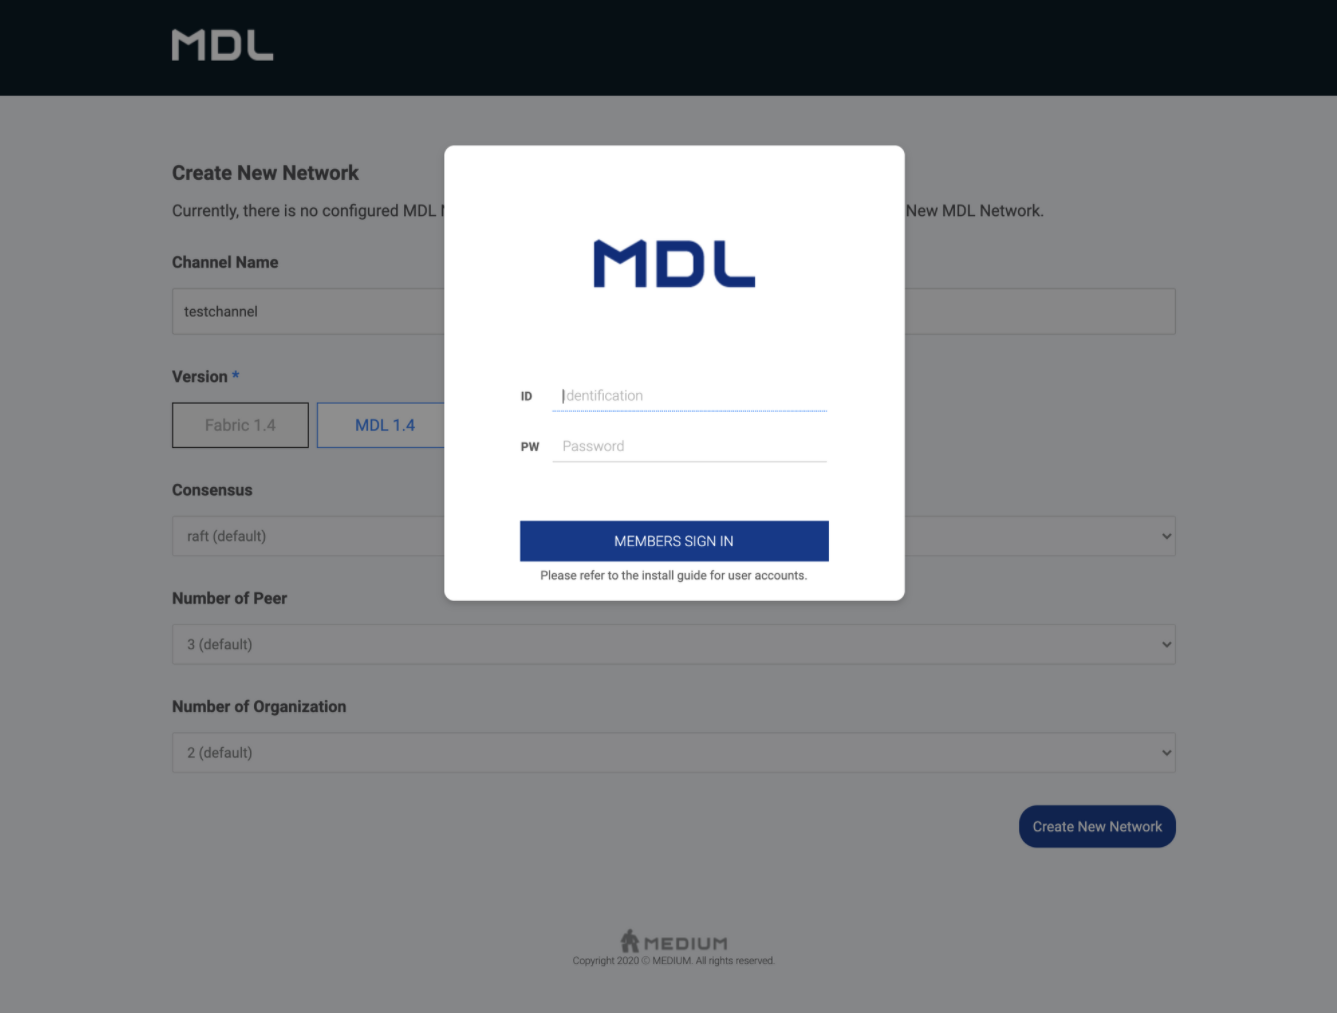 MDL
Create New Network
Currently, there is no configured MDL
New MDL Network.
Channel Name
testchannel
Version *
Fabric 1.4
MDL 1.4
Consensus
raft (default)
Number of Peer
3 (default)
Number of Organization
2 (default)
Create New Network
MDL
ID
Identification
PW
Password
MEMBERS SIGN IN
Please refer to the install guide for user accounts.
MEDIUM
Copyright 2020 © MEDIUM. All rights reserved.